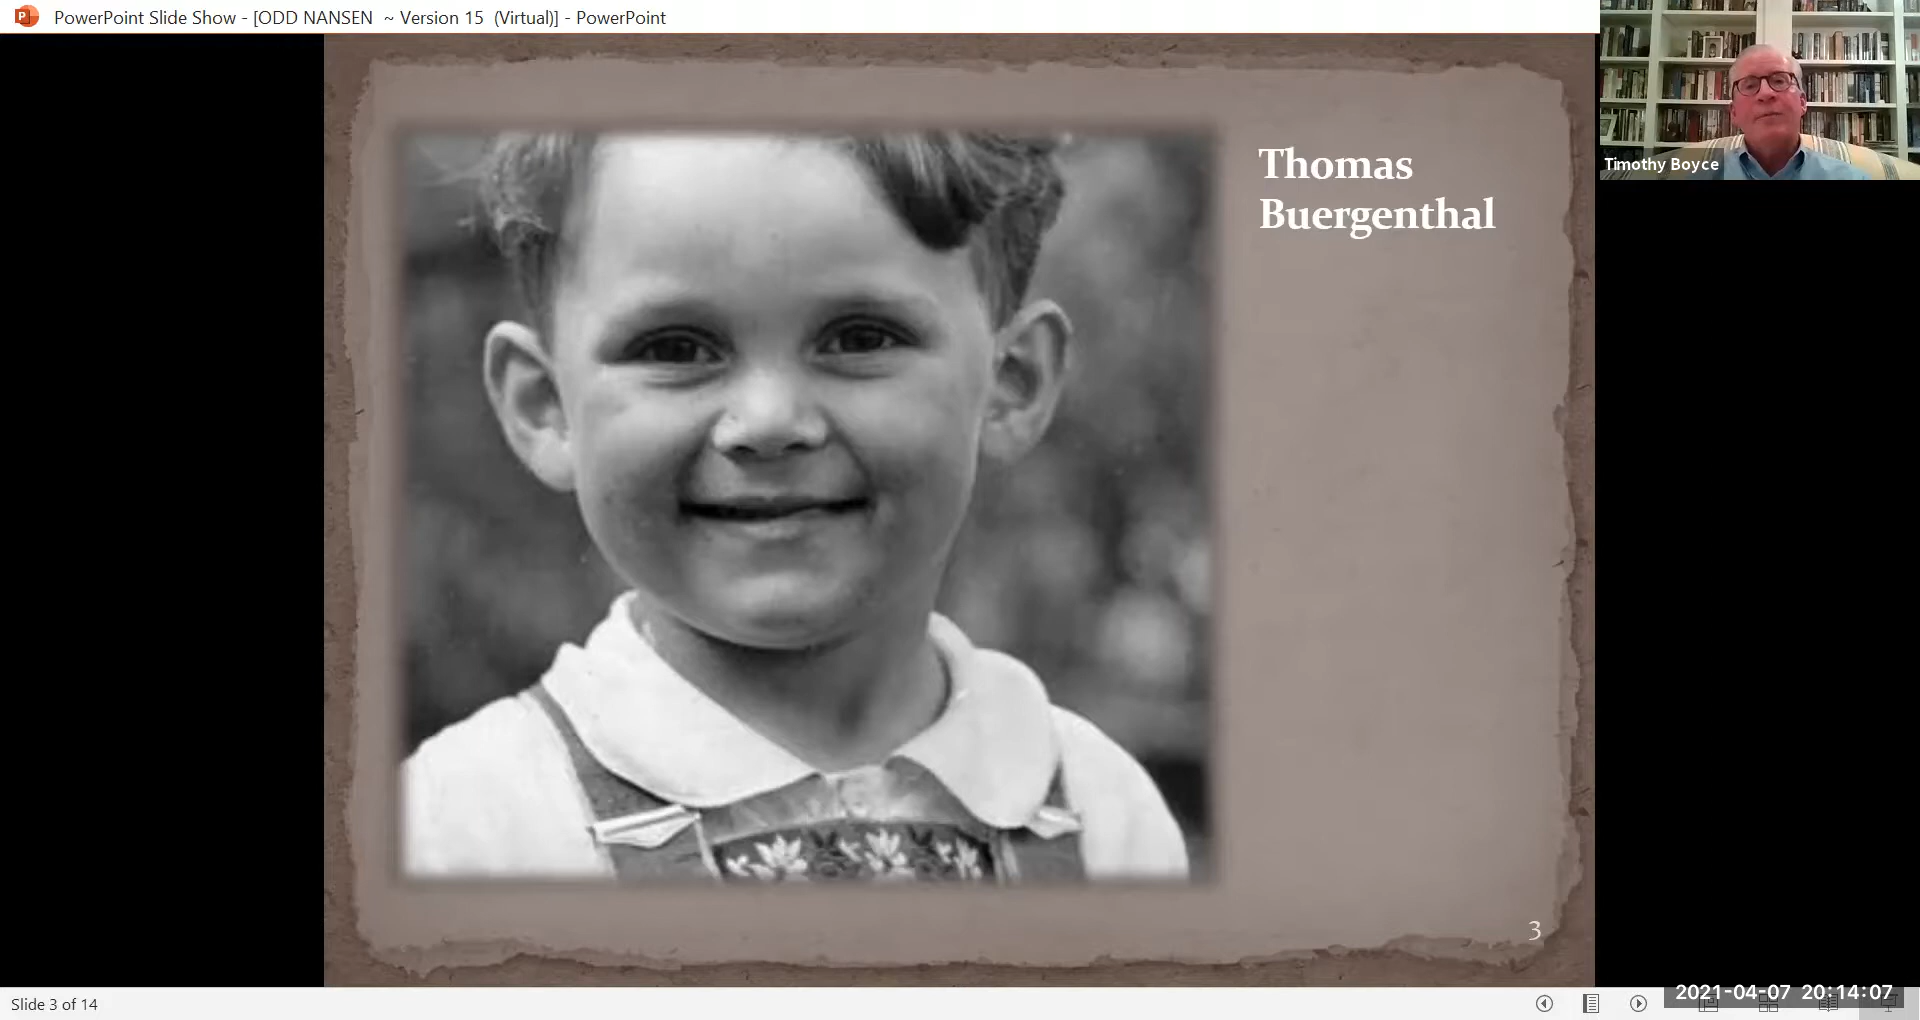 PowerPoint Slide Show - [ODD NANSEN ~ Version 15 (Virtual)] - PowerPoint
Timothy Boyce
Thomas
Buergenthal
3
Slide 3 of 14
2021-04-07 20:14:07